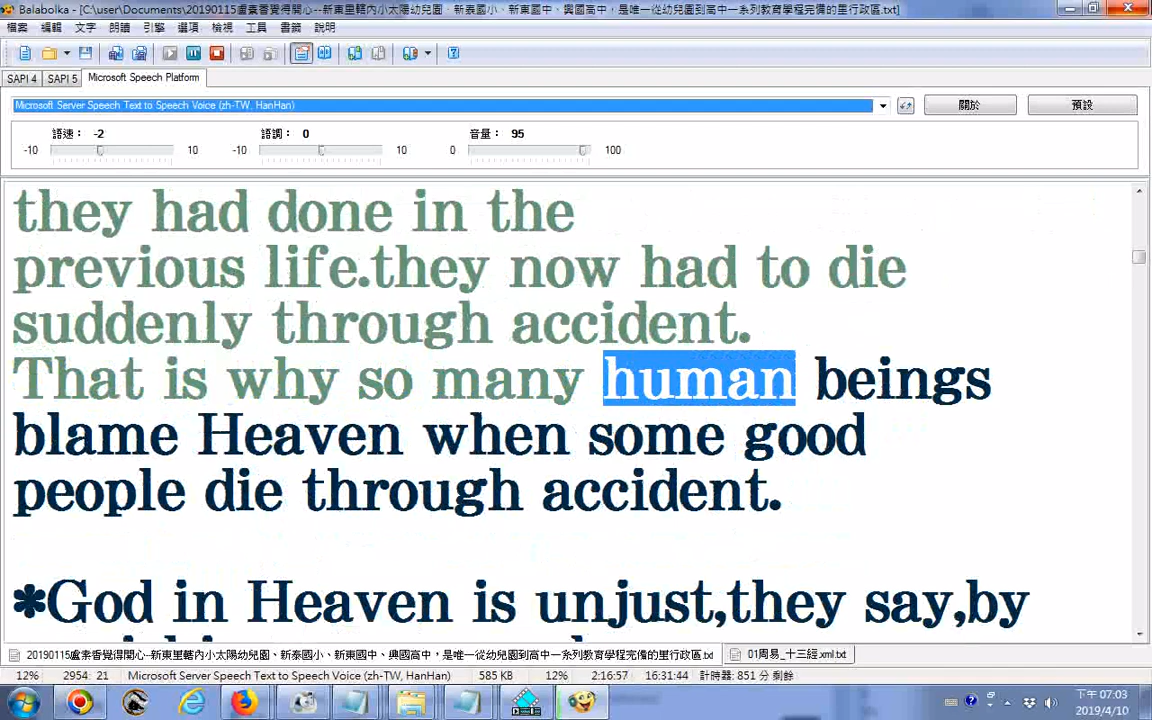 Balabolka - [C:\user\Documents\20190115盧素香覺得開心--新東里轄內小太陽幼兒園、新泰國小、新東國中、興國高中，是唯一從幼兒園到高中一系列教育學程完備的里行政區.txt]
檔案 編輯 文字 朗讀 引擎 選項 檢視 工具 書籤 說明
SAPI 4 SAPI 5 Microsoft Speech Platform
Microsoft Server Speech Text to Speech Voice (zh-TW, HanHan) 關於 預設
語速： -2 語調： 0 音量： 95
-10 10 -10 10 0 100
they had done in the
previous life.they now had to die
suddenly through accident.
That is why so many human beings
blame Heaven when some good
people die through accident.
*God in Heaven is unjust,they say,by
20190115盧素香覺得開心--新東里轄內小太陽幼兒園、新泰國小、新東國中、興國高中，是唯一從幼兒園到高中一系列教育學程完備的里行政區.txt 01周易_十三經.xml.txt
12% 2954: 21 Microsoft Server Speech Text to Speech Voice (zh-TW, HanHan) 585 KB 12% 2:16:57 16:31:44 計時器: 851 分 剩餘
下午 07:03
2019/4/10